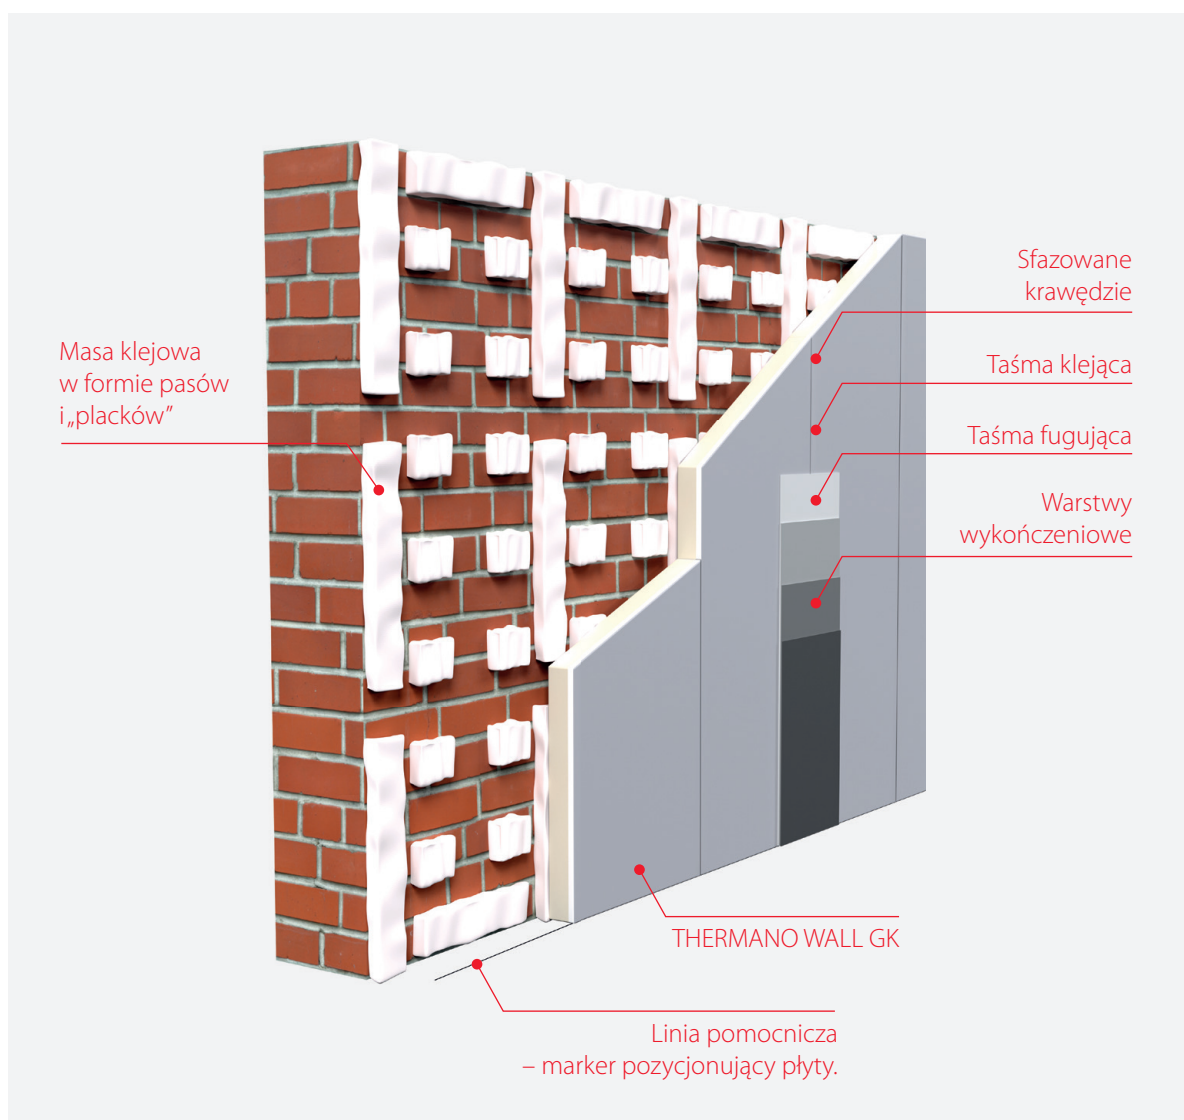 Sfazowane
krawędzie
Masa klejowa
w formie pasów
i „placków”
Taśma klejąca
Taśma fugująca
Warstwy
wykończeniowe
THERMANO WALL GK
Linia pomocnicza
– marker pozycjonujący płyty.